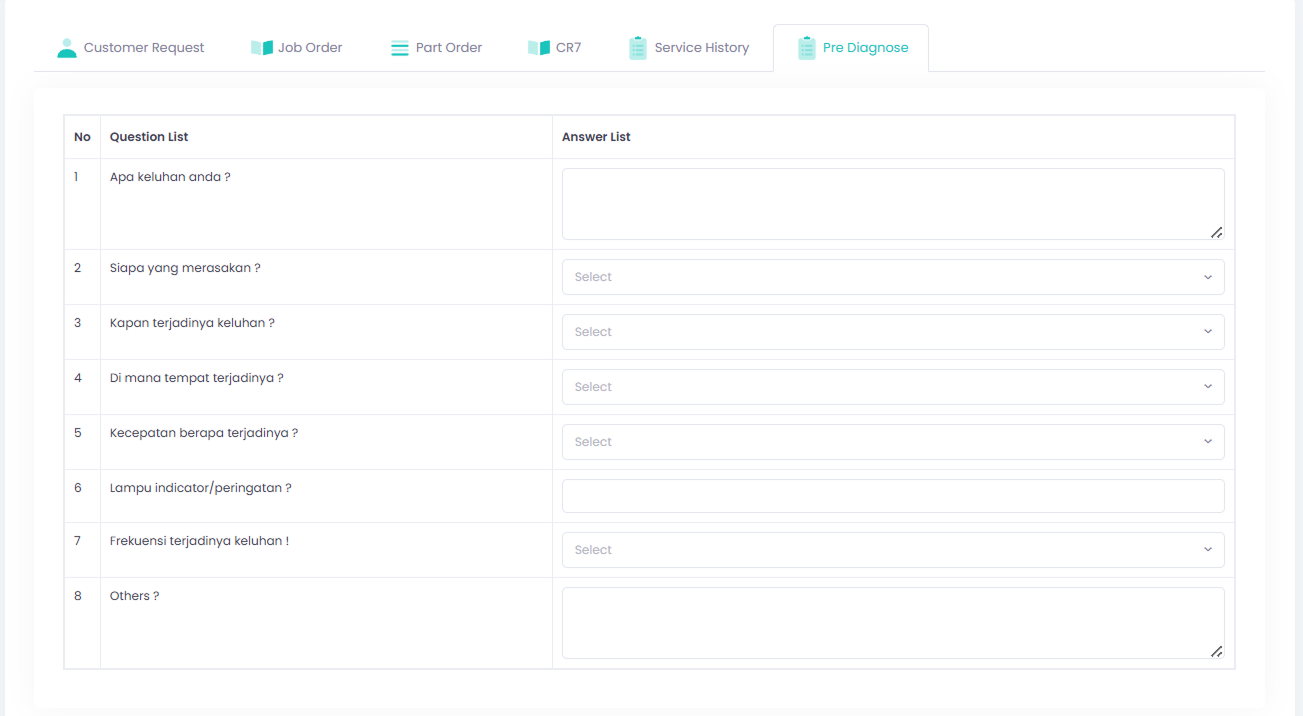 Customer Request Job Order Part Order CR7 Service History Pre Diagnose
No Question List Answer List
1 Apa keluhan anda ?
2 Siapa yang merasakan ? Select
3 Kapan terjadinya keluhan ? Select
4 Di mana tempat terjadinya ? Select
5 Kecepatan berapa terjadinya ? Select
6 Lampu indicator/peringatan ?
7 Frekuensi terjadinya keluhan ! Select
8 Others ?